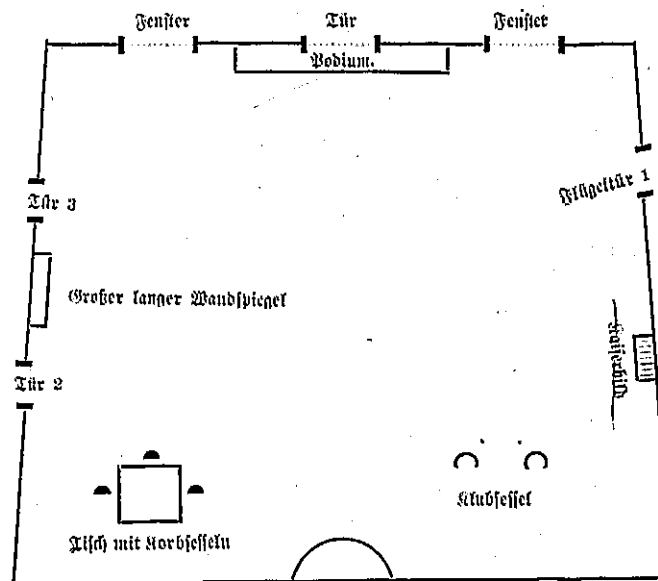 Fenster
Tür
Fenster
Podium.
Flügeltür 1
Tür 3
Großer langer Wandspiegel
Kaiserbild
Tür 2
Klubsessel
Tisch mit Korbsesseln